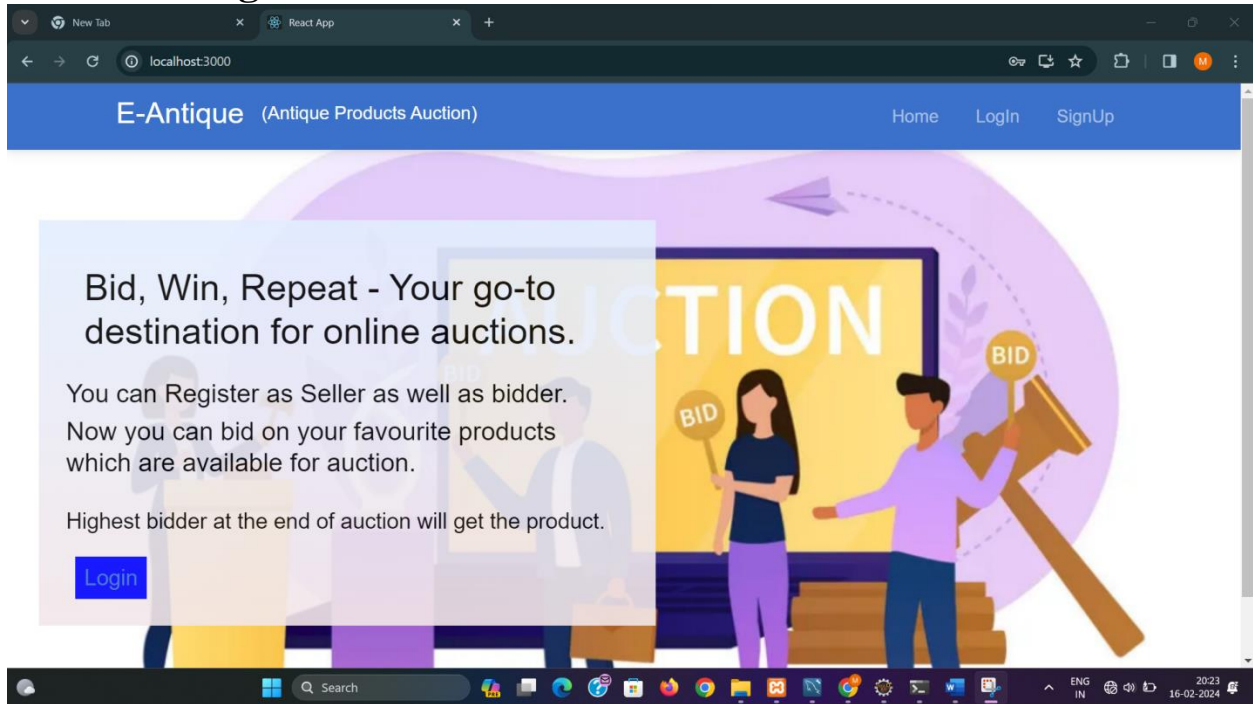 New Tab
React App
localhost:3000
M
E-Antique (Antique Products Auction)
Home LogIn SignUp
AUCTION
Bid, Win, Repeat - Your go-to
destination for online auctions.
BID
BID
BID
You can Register as Seller as well as bidder.
Now you can bid on your favourite products
which are available for auction.
Highest bidder at the end of auction will get the product.
Login
Search
ENG
IN
20:23
16-02-2024